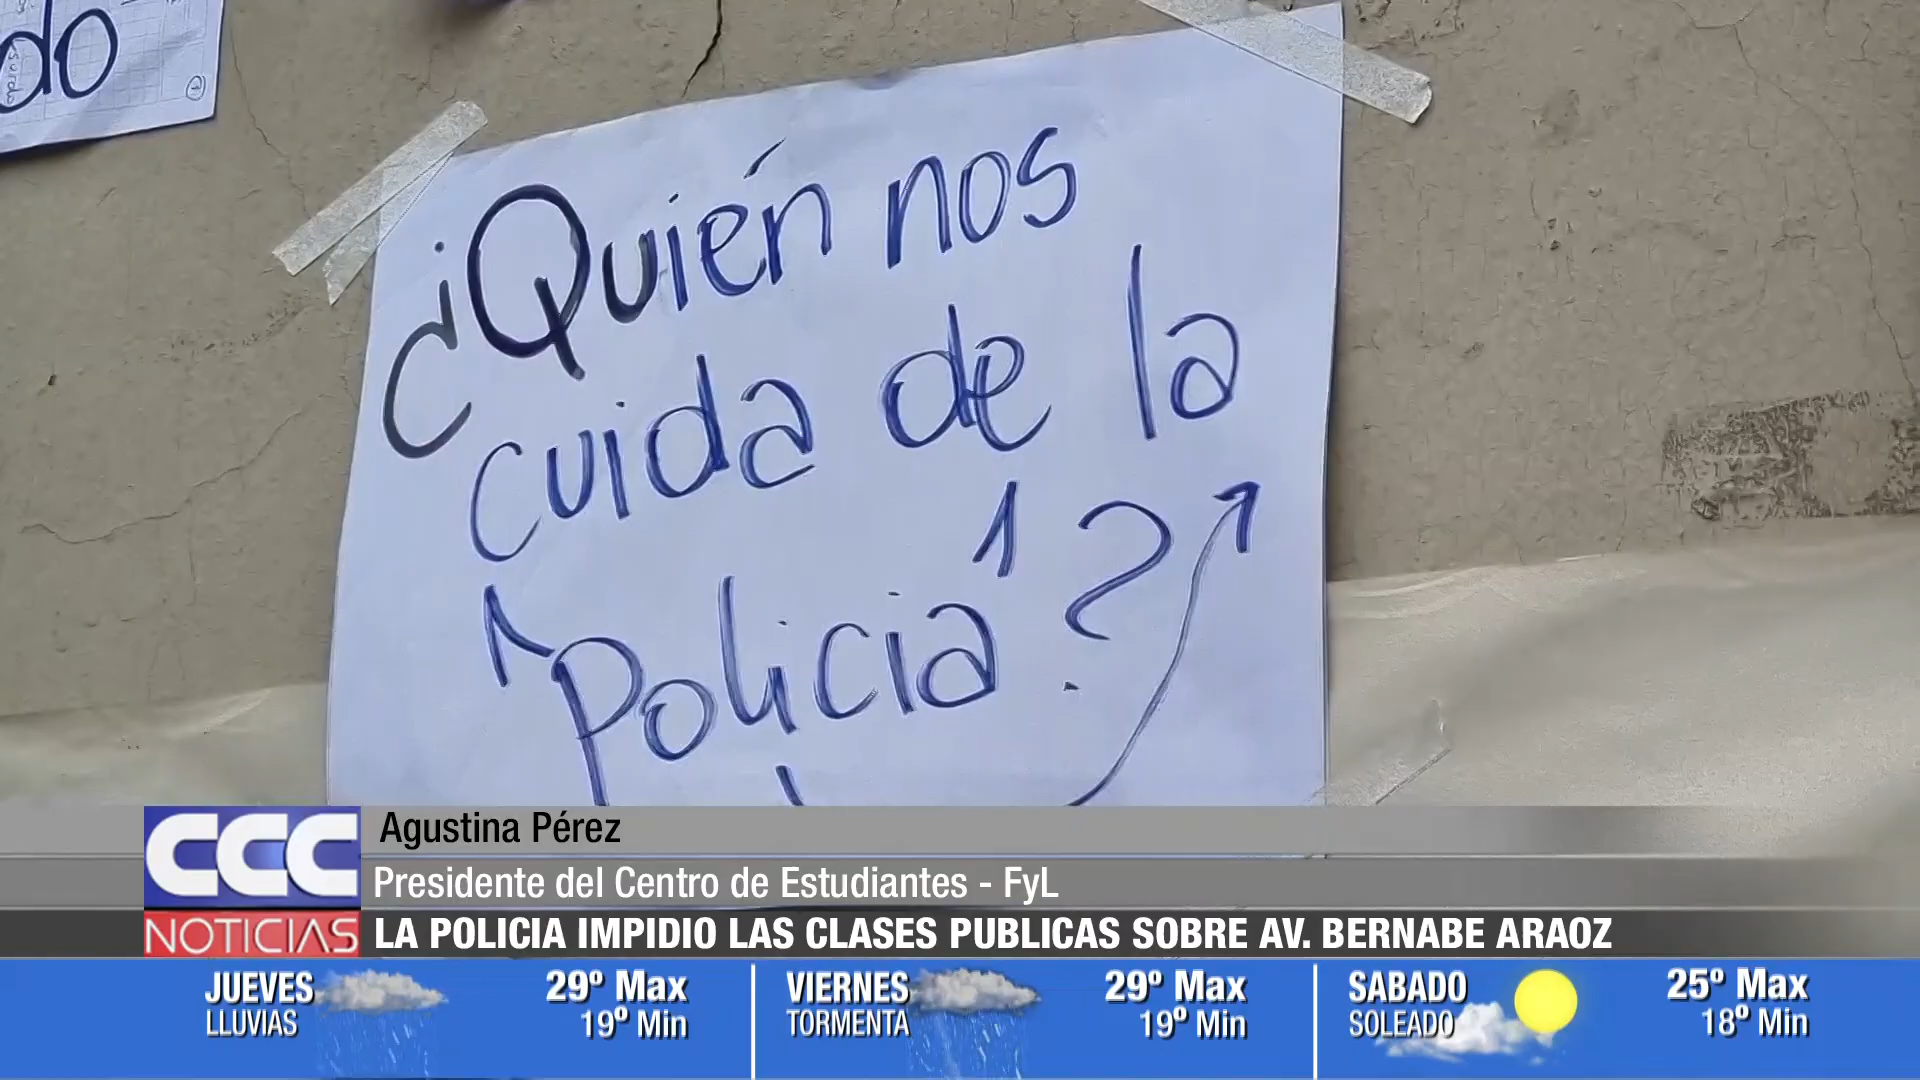 do
¿Quién nos
cuida de la
Policía?
Agustina Pérez
Presidente del Centro de Estudiantes - FyL
CCC
NOTICIAS
LA POLICIA IMPIDIO LAS CLASES PUBLICAS SOBRE AV. BERNABE ARAOZ
JUEVES
LLUVIAS
29º Max
19º Min
VIERNES
TORMENTA
29º Max
19º Min
SABADO
SOLEADO
25º Max
18º Min